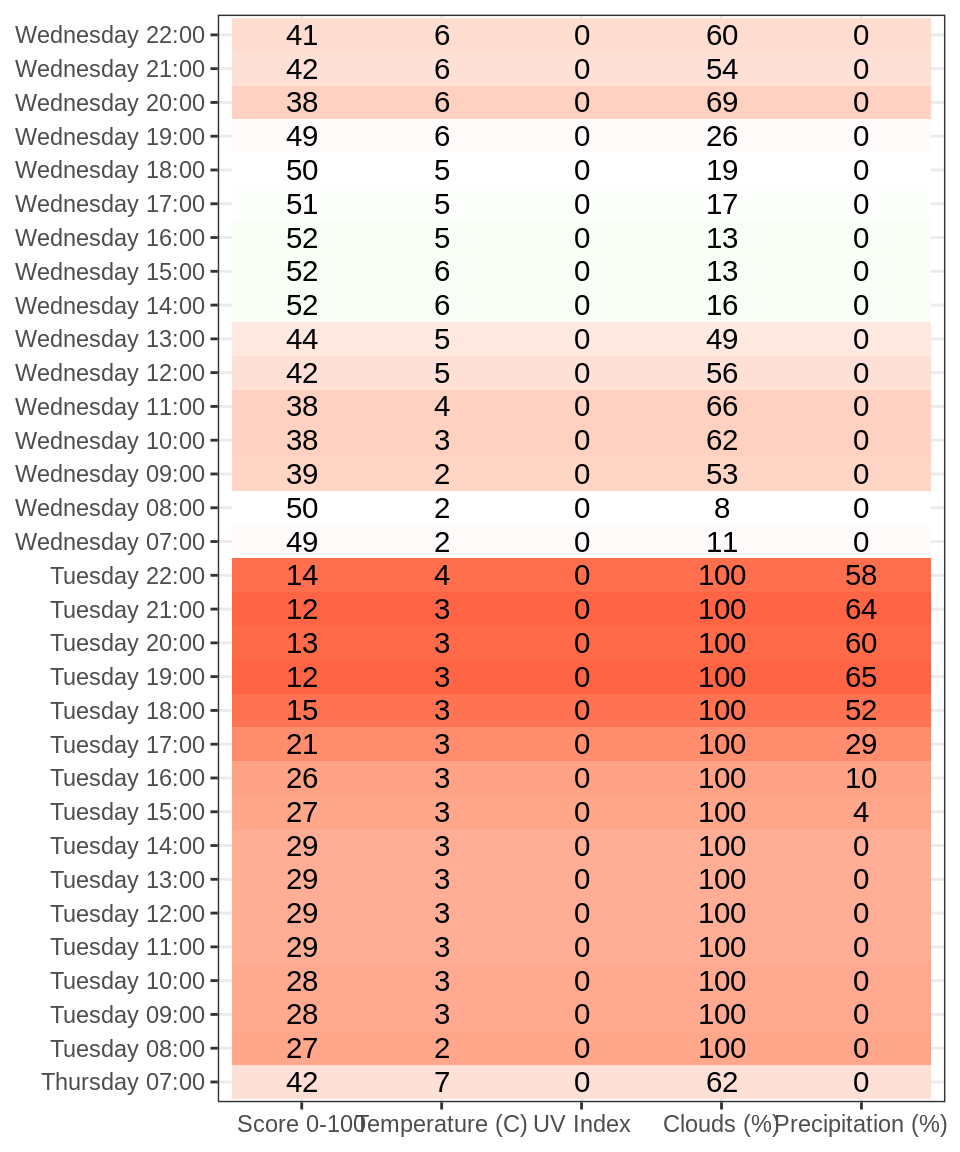 Wednesday 22:00 41 6 0 60 0
Wednesday 21:00 42 6 0 54 0
Wednesday 20:00 38 6 0 69 0
Wednesday 19:00 49 6 0 26 0
Wednesday 18:00 50 5 0 19 0
Wednesday 17:00 51 5 0 17 0
Wednesday 16:00 52 5 0 13 0
Wednesday 15:00 52 6 0 13 0
Wednesday 14:00 52 6 0 16 0
Wednesday 13:00 44 5 0 49 0
Wednesday 12:00 42 5 0 56 0
Wednesday 11:00 38 4 0 66 0
Wednesday 10:00 38 3 0 62 0
Wednesday 09:00 39 2 0 53 0
Wednesday 08:00 50 2 0 8 0
Wednesday 07:00 49 2 0 11 0
Tuesday 22:00 14 4 0 100 58
Tuesday 21:00 12 3 0 100 64
Tuesday 20:00 13 3 0 100 60
Tuesday 19:00 12 3 0 100 65
Tuesday 18:00 15 3 0 100 52
Tuesday 17:00 21 3 0 100 29
Tuesday 16:00 26 3 0 100 10
Tuesday 15:00 27 3 0 100 4
Tuesday 14:00 29 3 0 100 0
Tuesday 13:00 29 3 0 100 0
Tuesday 12:00 29 3 0 100 0
Tuesday 11:00 29 3 0 100 0
Tuesday 10:00 28 3 0 100 0
Tuesday 09:00 28 3 0 100 0
Tuesday 08:00 27 2 0 100 0
Thursday 07:00 42 7 0 62 0
Score 0-100 Temperature (C) UV Index Clouds (%) Precipitation (%)